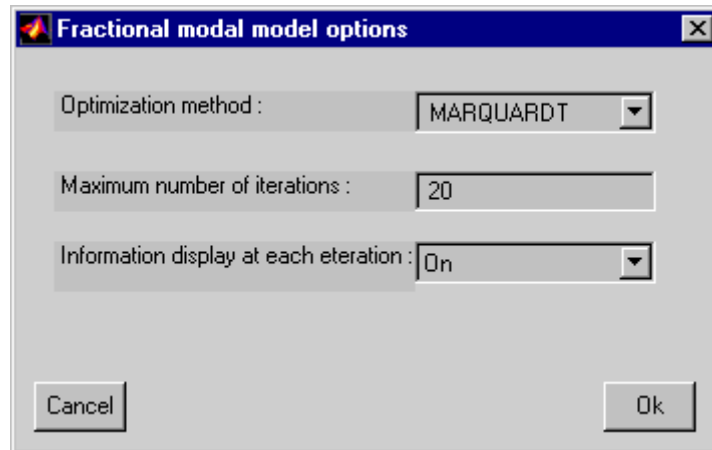 Fractional modal model options
Optimization method : MARQUARDT
Maximum number of iterations : 20
Information display at each eteration : On
Cancel Ok